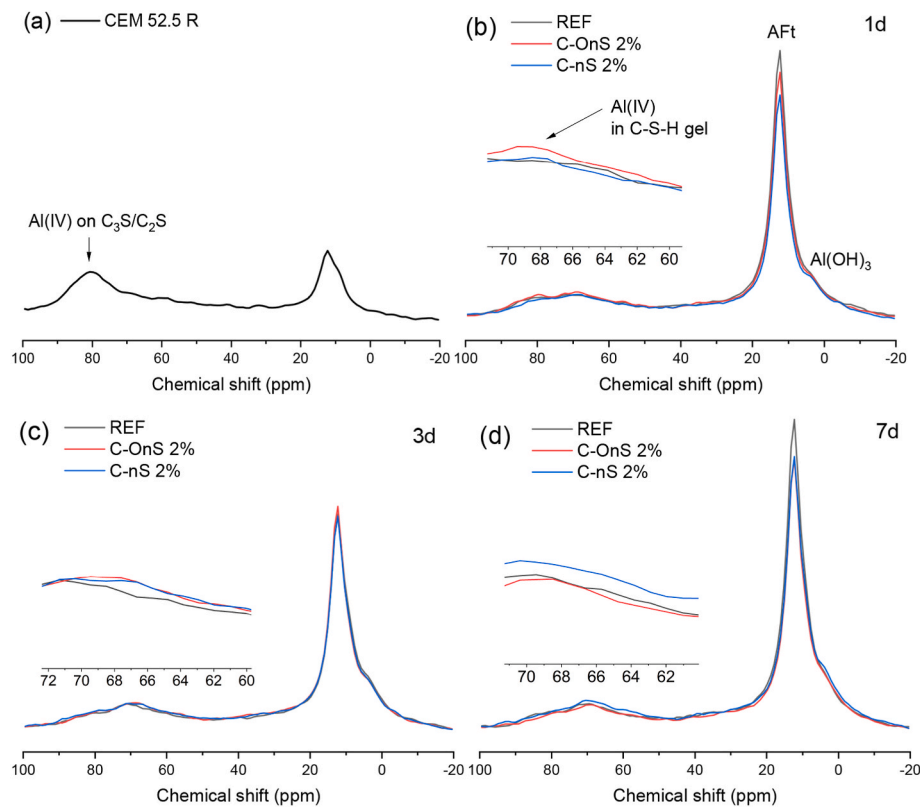 (a)
CEM 52.5 R
Al(IV) on C₃S/C₂S
100 80 60 40 20 0 -20
Chemical shift (ppm)
(b)
REF
C-OnS 2%
C-nS 2%
1d
AFt
Al(IV)
in C-S-H gel
Al(OH)₃
70 68 66 64 62 60
100 80 60 40 20 0 -20
Chemical shift (ppm)
(c)
REF
C-OnS 2%
C-nS 2%
3d
72 70 68 66 64 62 60
100 80 60 40 20 0 -20
Chemical shift (ppm)
(d)
REF
C-OnS 2%
C-nS 2%
7d
70 68 66 64 62
100 80 60 40 20 0 -20
Chemical shift (ppm)